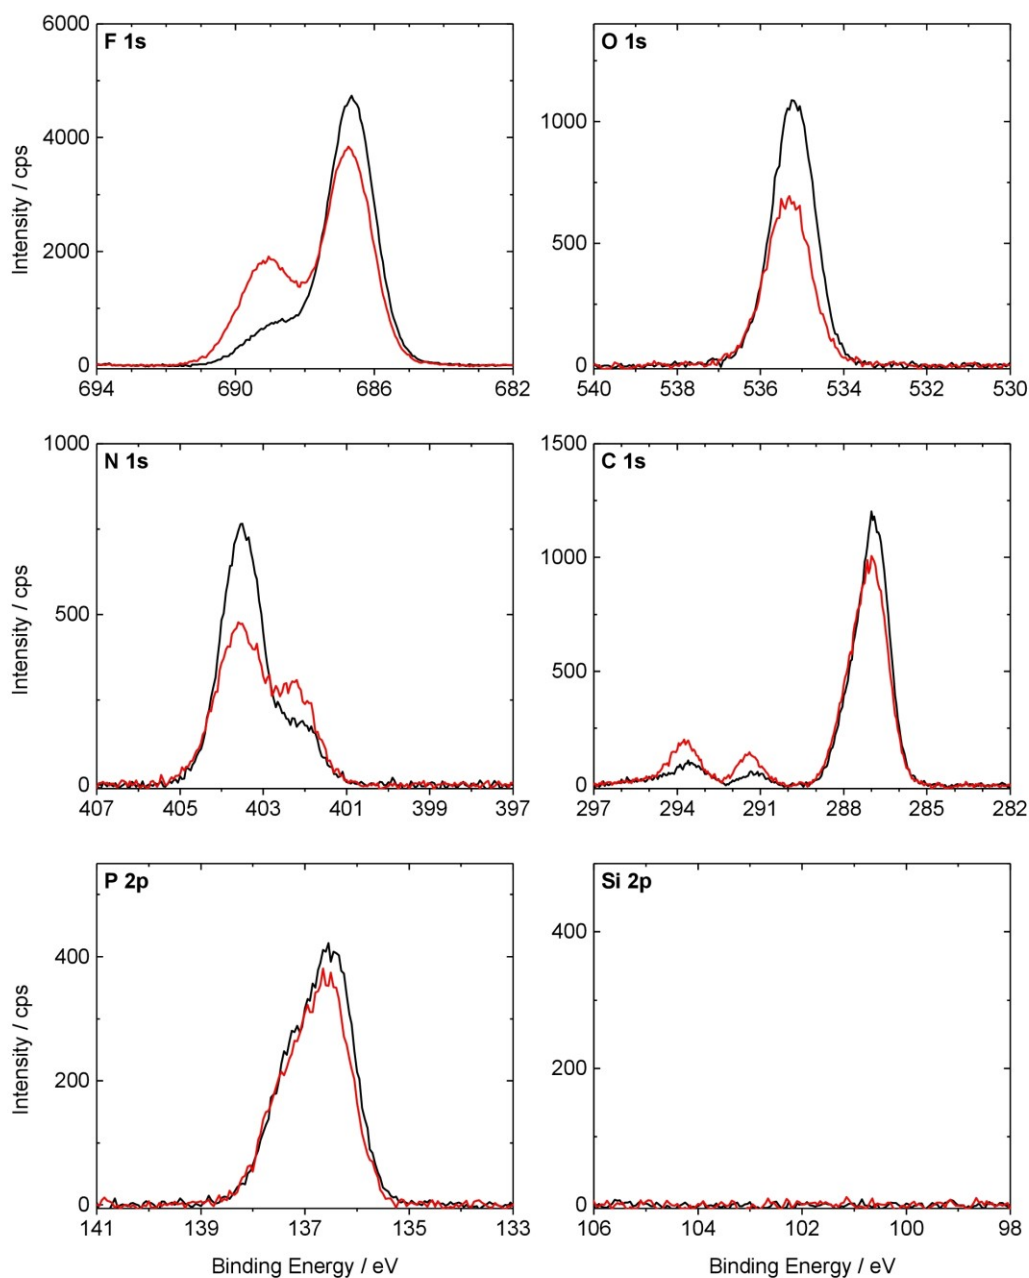 F 1s
6000
4000
2000
0
694 690 686 682
Intensity / cps
O 1s
1000
500
0
540 538 536 534 532 530
N 1s
1000
500
0
407 405 403 401 399 397
Intensity / cps
C 1s
1500
1000
500
0
297 294 291 288 285 282
P 2p
400
200
0
141 139 137 135 133
Intensity / cps
Binding Energy / eV
Si 2p
400
200
0
106 104 102 100 98
Binding Energy / eV